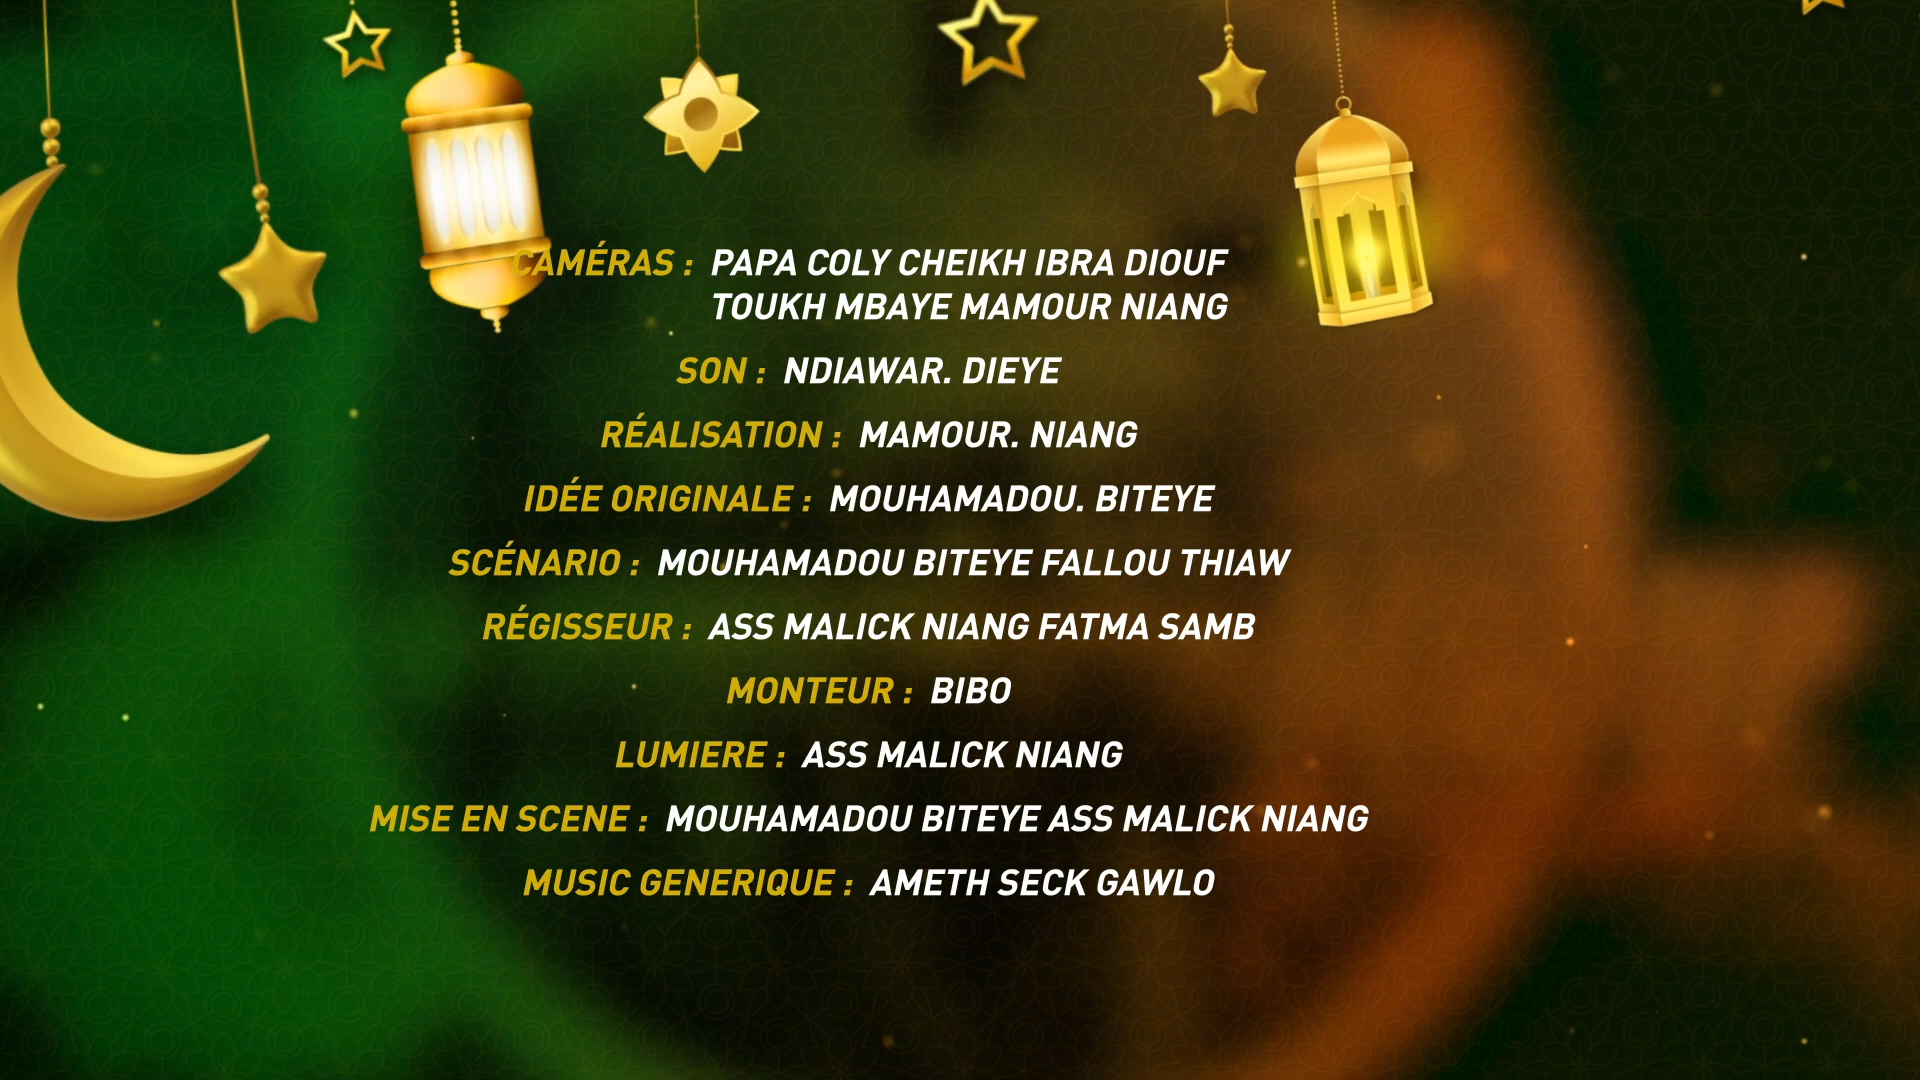 CAMÉRAS : PAPA COLY CHEIKH IBRA DIOUF
TOUKH MBAYE MAMOUR NIANG
SON : NDIAWAR. DIEYE
RÉALISATION : MAMOUR. NIANG
IDÉE ORIGINALE : MOUHAMADOU. BITEYE
SCÉNARIO : MOUHAMADOU BITEYE FALLOU THIAW
RÉGISSEUR : ASS MALICK NIANG FATMA SAMB
MONTEUR : BIBO
LUMIERE : ASS MALICK NIANG
MISE EN SCENE : MOUHAMADOU BITEYE ASS MALICK NIANG
MUSIC GENERIQUE : AMETH SECK GAWLO